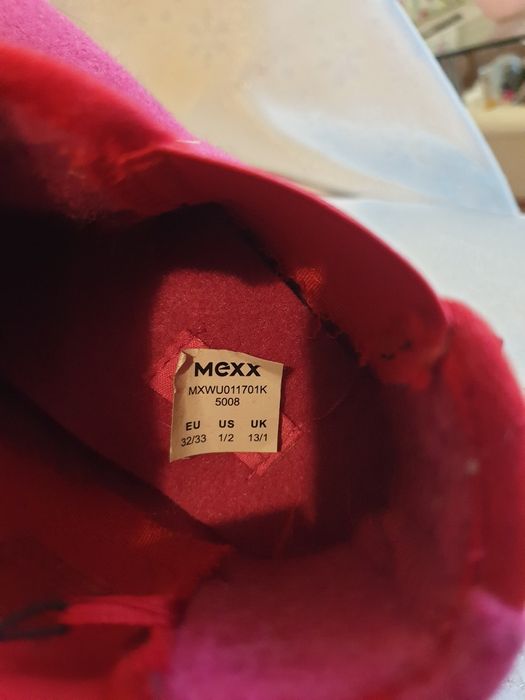 Mexx
MXWU011701K
5008
EU US UK
32/33 1/2 13/1